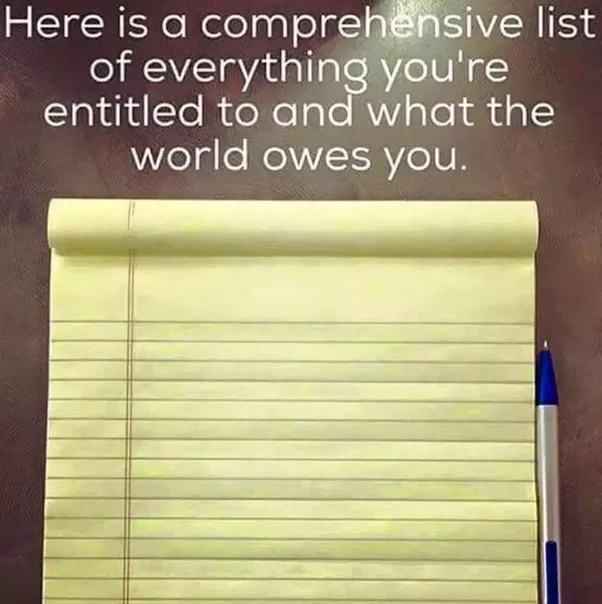 Here is a comprehensive list
of everything you're
entitled to and what the
world owes you.